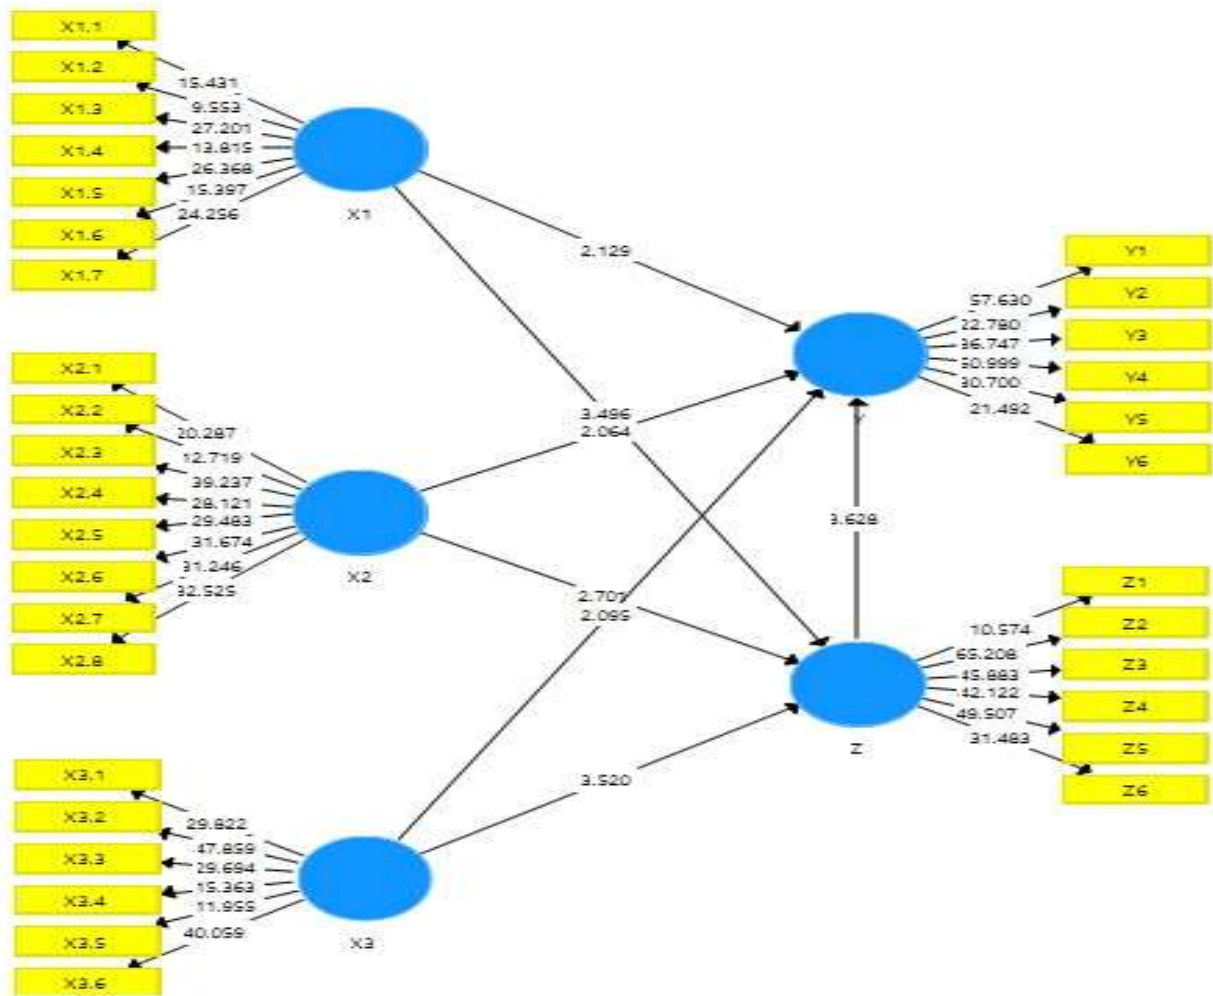 X1.1
X1.2
X1.3
X1.4
X1.5
X1.6
X1.7
15.431
9.553
27.201
13.815
26.368
15.397
24.256
X1
X2.1
X2.2
X2.3
X2.4
X2.5
X2.6
X2.7
X2.8
20.287
12.719
39.237
28.121
29.483
31.674
31.246
32.525
X2
X3.1
X3.2
X3.3
X3.4
X3.5
X3.6
29.822
47.859
29.694
15.363
11.955
40.059
X3
2.129
3.496
2.064
2.701
2.095
3.520
3.628
Y
57.630
22.780
36.747
50.999
30.700
21.492
Y1
Y2
Y3
Y4
Y5
Y6
Z
10.574
65.208
45.883
42.122
49.507
31.483
Z1
Z2
Z3
Z4
Z5
Z6